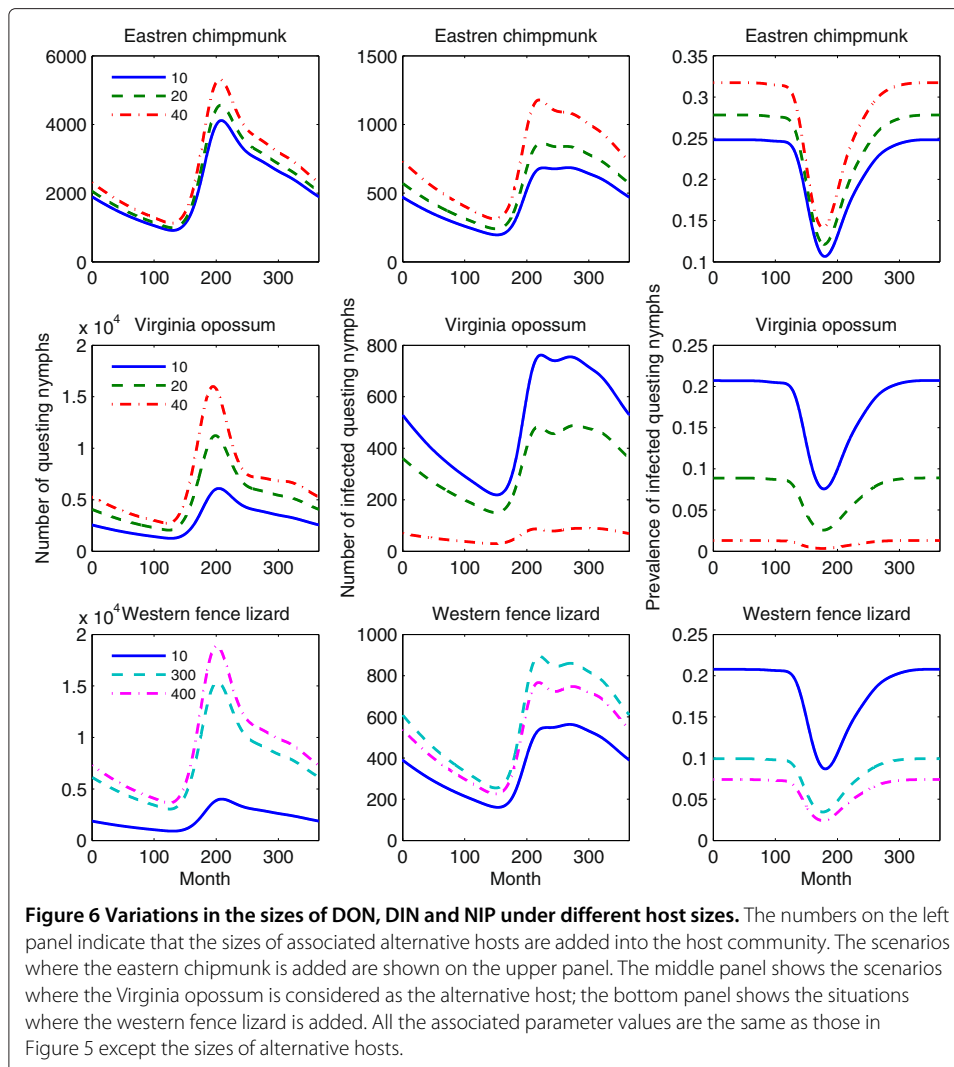 Eastren chimpmunk
6000
4000
2000
0
0 100 200 300
10
20
40
Number of questing nymphs
Eastren chimpmunk
1500
1000
500
0
0 100 200 300
Number of infected questing nymphs
Eastren chimpmunk
0.35
0.3
0.25
0.2
0.15
0.1
0 100 200 300
Prevalence of infected questing nymphs
Virginia opossum
x 10^4
2
1.5
1
0.5
0
0 100 200 300
10
20
40
Virginia opossum
800
600
400
200
0
0 100 200 300
Virginia opossum
0.25
0.2
0.15
0.1
0.05
0
0 100 200 300
Western fence lizard
x 10^4
2
1.5
1
0.5
0
0 100 200 300
10
300
400
Month
Western fence lizard
1000
800
600
400
200
0
0 100 200 300
Month
Western fence lizard
0.25
0.2
0.15
0.1
0.05
0
0 100 200 300
Month
Figure 6 Variations in the sizes of DON, DIN and NIP under different host sizes. The numbers on the left
panel indicate that the sizes of associated alternative hosts are added into the host community. The scenarios
where the eastern chipmunk is added are shown on the upper panel. The middle panel shows the scenarios
where the Virginia opossum is considered as the alternative host; the bottom panel shows the situations
where the western fence lizard is added. All the associated parameter values are the same as those in
Figure 5 except the sizes of alternative hosts.